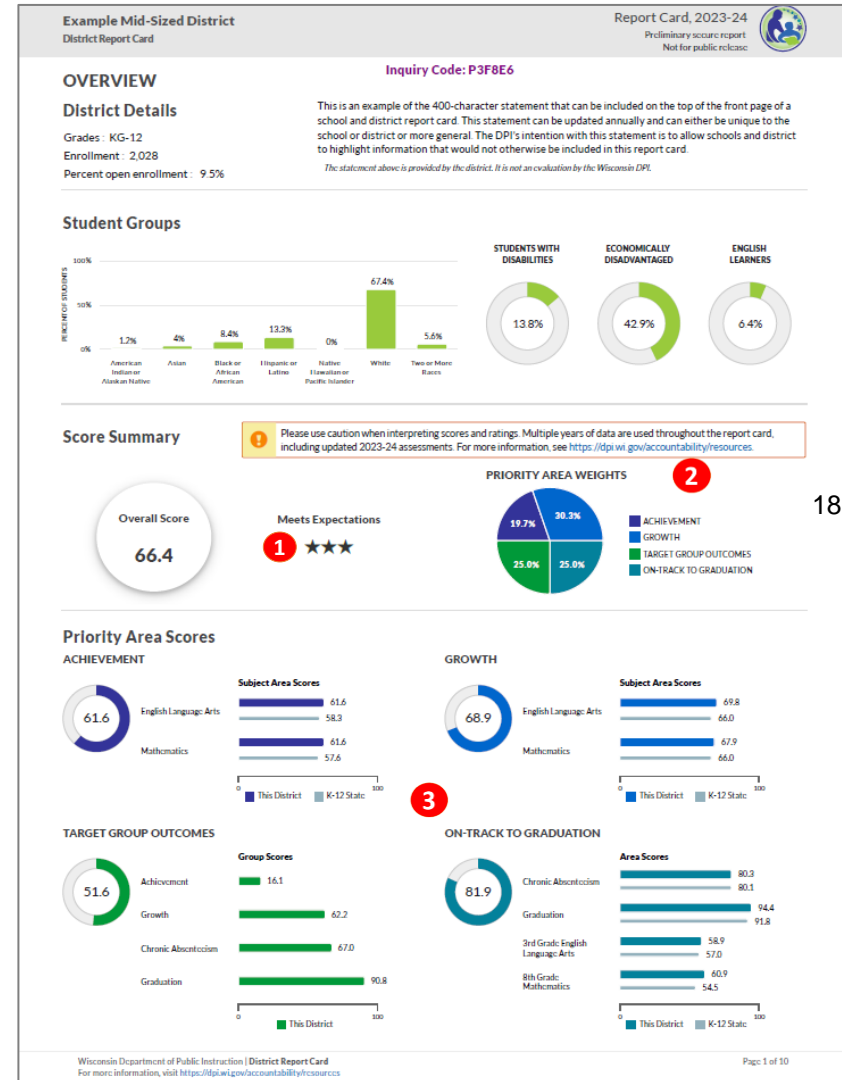 Example Mid-Sized District
District Report Card
Report Card, 2023-24
Preliminary secure report
Not for public release
OVERVIEW
Inquiry Code: P3F8E6
District Details
Grades : KG-12
Enrollment : 2,028
Percent open enrollment : 9.5%
This is an example of the 400-character statement that can be included on the top of the front page of a
school and district report card. This statement can be updated annually and can either be unique to the
school or district or more general. The DPI's intention with this statement is to allow schools and district
to highlight information that would not otherwise be included in this report card.
The statement above is provided by the district. It is not an evaluation by the Wisconsin DPI.
Student Groups
PERCENT OF STUDENTS
100%
50%
0%
1.2%
4%
8.4%
13.3%
0%
67.4%
5.6%
American
Indian or
Alaskan Native
Asian
Black or
African
American
Hispanic or
Latino
Native
Hawaiian or
Pacific Islander
White
Two or More
Races
STUDENTS WITH
DISABILITIES
13.8%
ECONOMICALLY
DISADVANTAGED
42.9%
ENGLISH
LEARNERS
6.4%
Score Summary
!
Please use caution when interpreting scores and ratings. Multiple years of data are used throughout the report card,
including updated 2023-24 assessments. For more information, see https://dpi.wi.gov/accountability/resources.
Overall Score
66.4
Meets Expectations
1 ★★★
PRIORITY AREA WEIGHTS
2
19.7%
30.3%
25.0%
25.0%
ACHIEVEMENT
GROWTH
TARGET GROUP OUTCOMES
ON-TRACK TO GRADUATION
18
Priority Area Scores
ACHIEVEMENT
61.6
Subject Area Scores
English Language Arts
61.6
58.3
Mathematics
61.6
57.6
0
100
This District
K-12 State
GROWTH
68.9
Subject Area Scores
English Language Arts
69.8
66.0
Mathematics
67.9
66.0
0
100
This District
K-12 State
3
TARGET GROUP OUTCOMES
51.6
Group Scores
Achievement
16.1
Growth
62.2
Chronic Absenteeism
67.0
Graduation
90.8
0
100
This District
ON-TRACK TO GRADUATION
81.9
Area Scores
Chronic Absenteeism
80.3
80.1
Graduation
94.4
91.8
3rd Grade English
Language Arts
58.9
57.0
8th Grade
Mathematics
60.9
54.5
0
100
This District
K-12 State
Wisconsin Department of Public Instruction | District Report Card
For more information, visit https://dpi.wi.gov/accountability/resources
Page 1 of 10